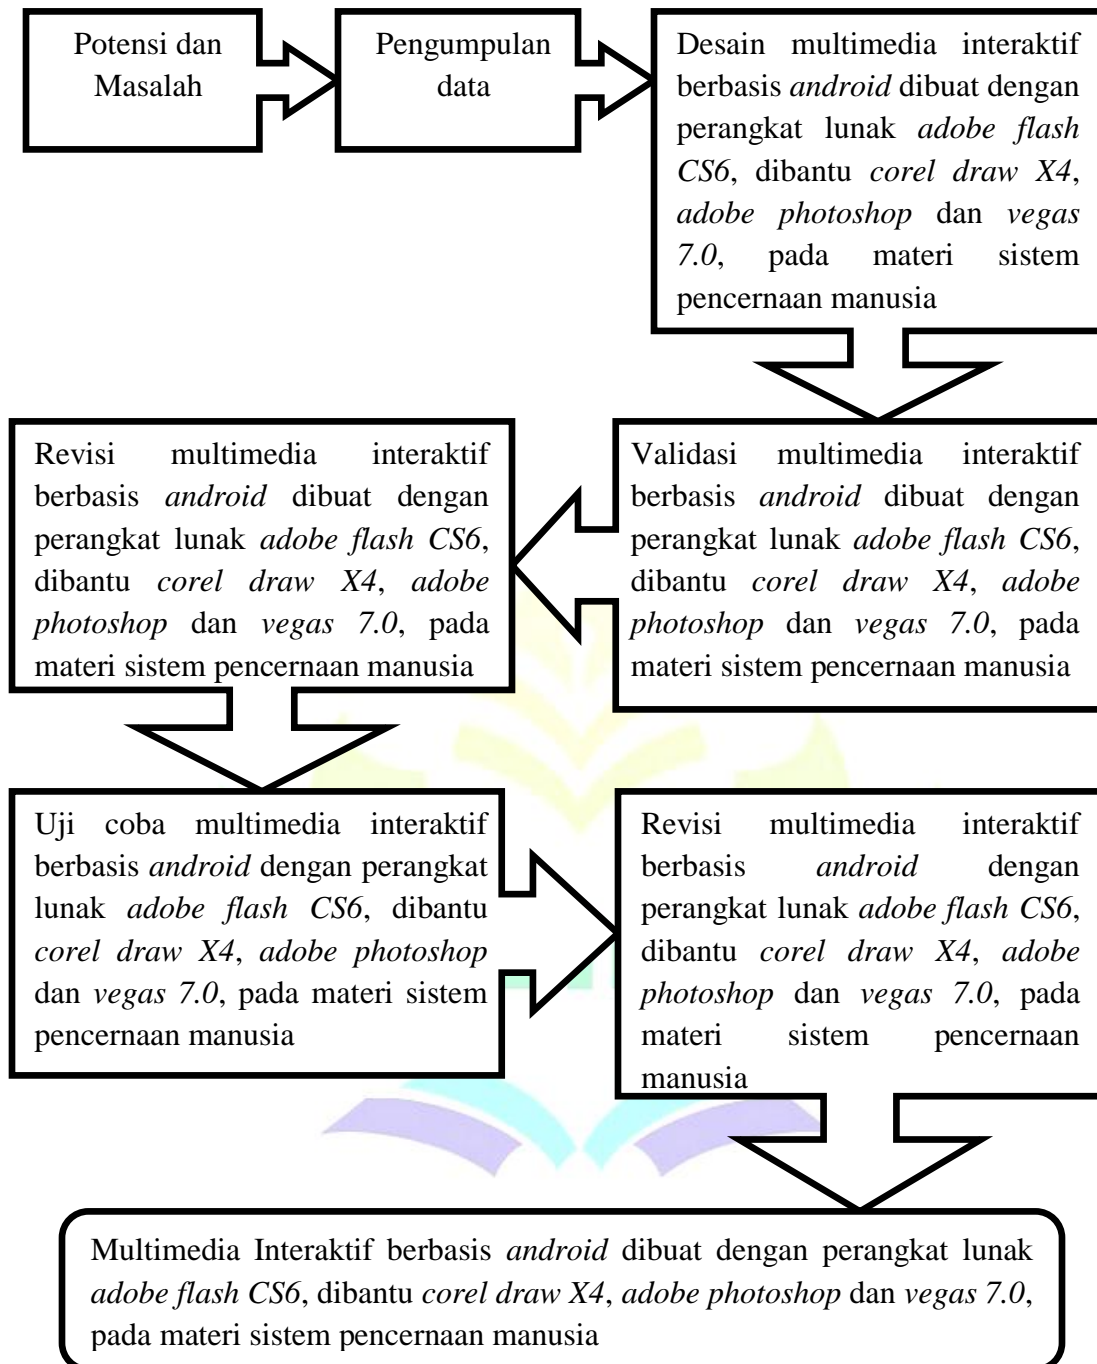 Potensi dan
Masalah
Pengumpulan
data
Desain multimedia interaktif
berbasis android dibuat dengan
perangkat lunak adobe flash
CS6, dibantu corel draw X4,
adobe photoshop dan vegas
7.0, pada materi sistem
pencernaan manusia
Validasi multimedia interaktif
berbasis android dibuat dengan
perangkat lunak adobe flash CS6,
dibantu corel draw X4, adobe
photoshop dan vegas 7.0, pada
materi sistem pencernaan manusia
Revisi multimedia interaktif
berbasis android dibuat dengan
perangkat lunak adobe flash CS6,
dibantu corel draw X4, adobe
photoshop dan vegas 7.0, pada
materi sistem pencernaan manusia
Uji coba multimedia interaktif
berbasis android dengan perangkat
lunak adobe flash CS6, dibantu
corel draw X4, adobe photoshop
dan vegas 7.0, pada materi sistem
pencernaan manusia
Revisi multimedia interaktif
berbasis android dengan
perangkat lunak adobe flash CS6,
dibantu corel draw X4, adobe
photoshop dan vegas 7.0, pada
materi sistem pencernaan
manusia
Multimedia Interaktif berbasis android dibuat dengan perangkat lunak
adobe flash CS6, dibantu corel draw X4, adobe photoshop dan vegas 7.0,
pada materi sistem pencernaan manusia